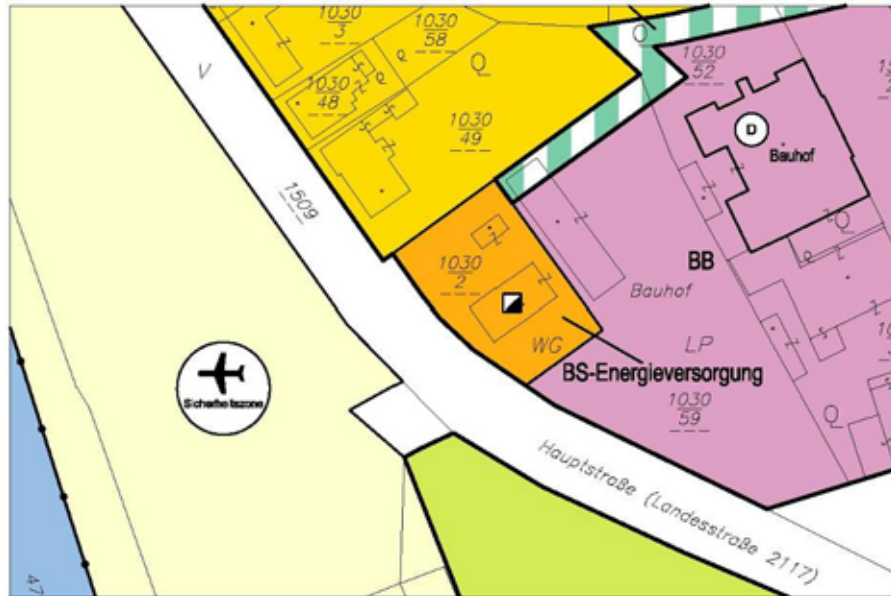 1030
3
1030
58
Q
1030
52
V
1030
48
1030
49
D
Bauhof
1509
1030
2
BB
Bauhof
WG
LP
BS-Energieversorgung
Sicherheitszone
1030
59
Q
Hauptstraße (Landesstraße 2117)
47